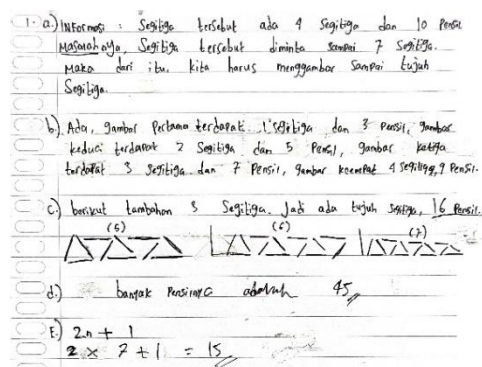 1. a.) INFormasi : Segitiga tersebut ada 4 Segitiga dan 10 Pensil
Masalahnya, Segitiga tersebut diminta sampai 7 Segitiga.
Maka dari itu, kita harus menggambar sampai tujuh
Segitiga.
b.) Ada, gambar Pertama terdapat 1 segitiga dan 3 pensil, gambar
kedua terdapat 2 Segitiga dan 5 Pensil, gambar ketiga
terdapat 3 segitiga dan 7 Pensil, gambar keempat 4 segitiga, 9 Pensil.
C.) berikut tambahan 3 Segitiga. Jadi ada tujuh Segitiga, 16 Pensil.
(5) (6) (7)
d.) banyak Pensilnya adalah 45
E.) 2n + 1
2 x 7 + 1 = 15